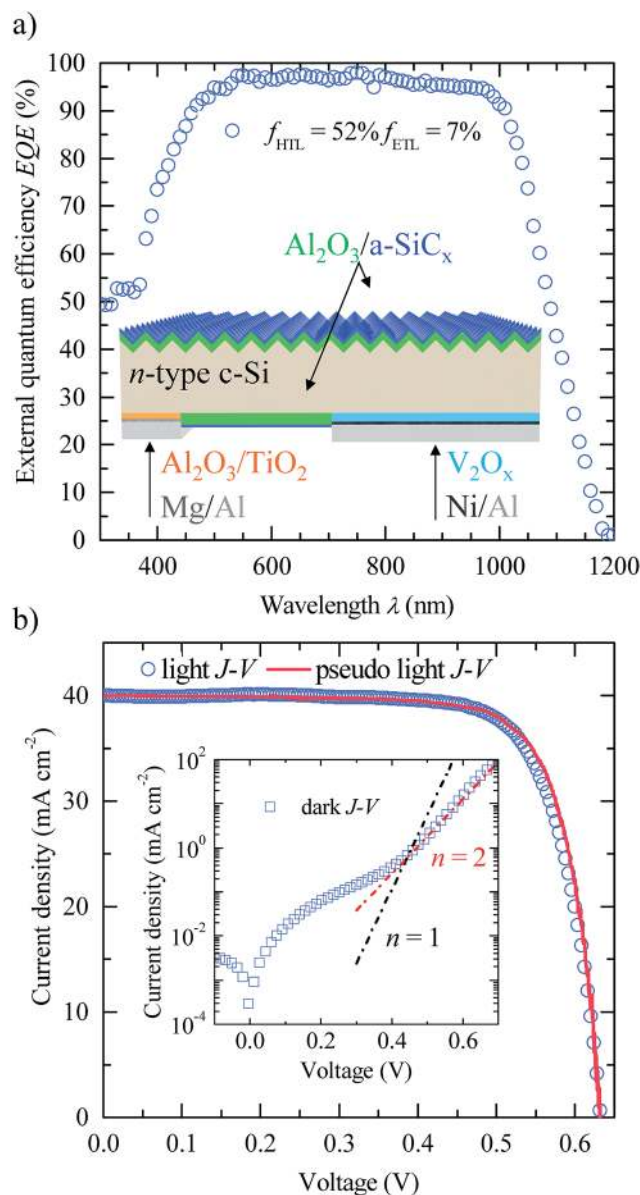 a)
100
90
80
70
60
50
40
30
20
10
0
External quantum efficiency EQE (%)
f_HTL = 52% f_ETL = 7%
Al₂O₃/a-SiCₓ
n-type c-Si
Al₂O₃/TiO₂
Mg/Al
V₂Oₓ
Ni/Al
400 600 800 1000 1200
Wavelength λ (nm)
b)
light J-V pseudo light J-V
40
30
20
10
0
Current density (mA cm⁻²)
10²
10⁰
10⁻²
10⁻⁴
Current density (mA cm⁻²)
dark J-V
n = 2
n = 1
0.0 0.2 0.4 0.6
Voltage (V)
0.0 0.1 0.2 0.3 0.4 0.5 0.6
Voltage (V)